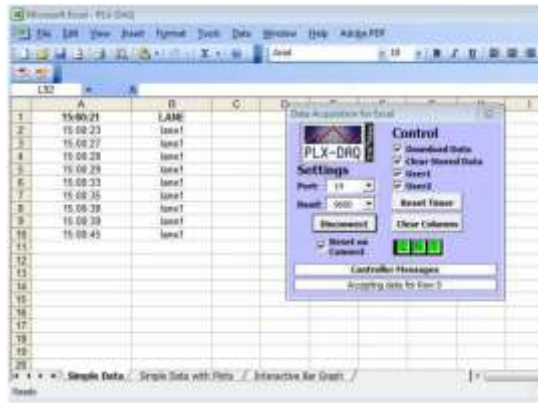 Microsoft Excel - PLX-DAQ
File Edit View Insert Format Tools Data Window Help Adobe PDF
Arial 10 B I U
L32
A B C D
1 15:00:21 LANE
2 15:00:23 lane1
3 15:00:27 lane1
4 15:00:28 lane1
5 15:00:29 lane1
6 15:00:33 lane1
7 15:00:35 lane1
8 15:00:38 lane1
9 15:00:39 lane1
10 15:00:45 lane1
11
12
13
14
15
16
17
18
19
20
Data Acquisition for Excel
PLX-DAQ
Control
Download Data
Clear Stored Data
User1
User2
Settings
Port: 19
Baud: 9600
Reset Timer
Disconnect
Clear Columns
Reset on
Connect
Controller Messages
Accepting data for Row 9
Simple Data / Simple Data with Plots / Interactive Bar Graph /
Ready